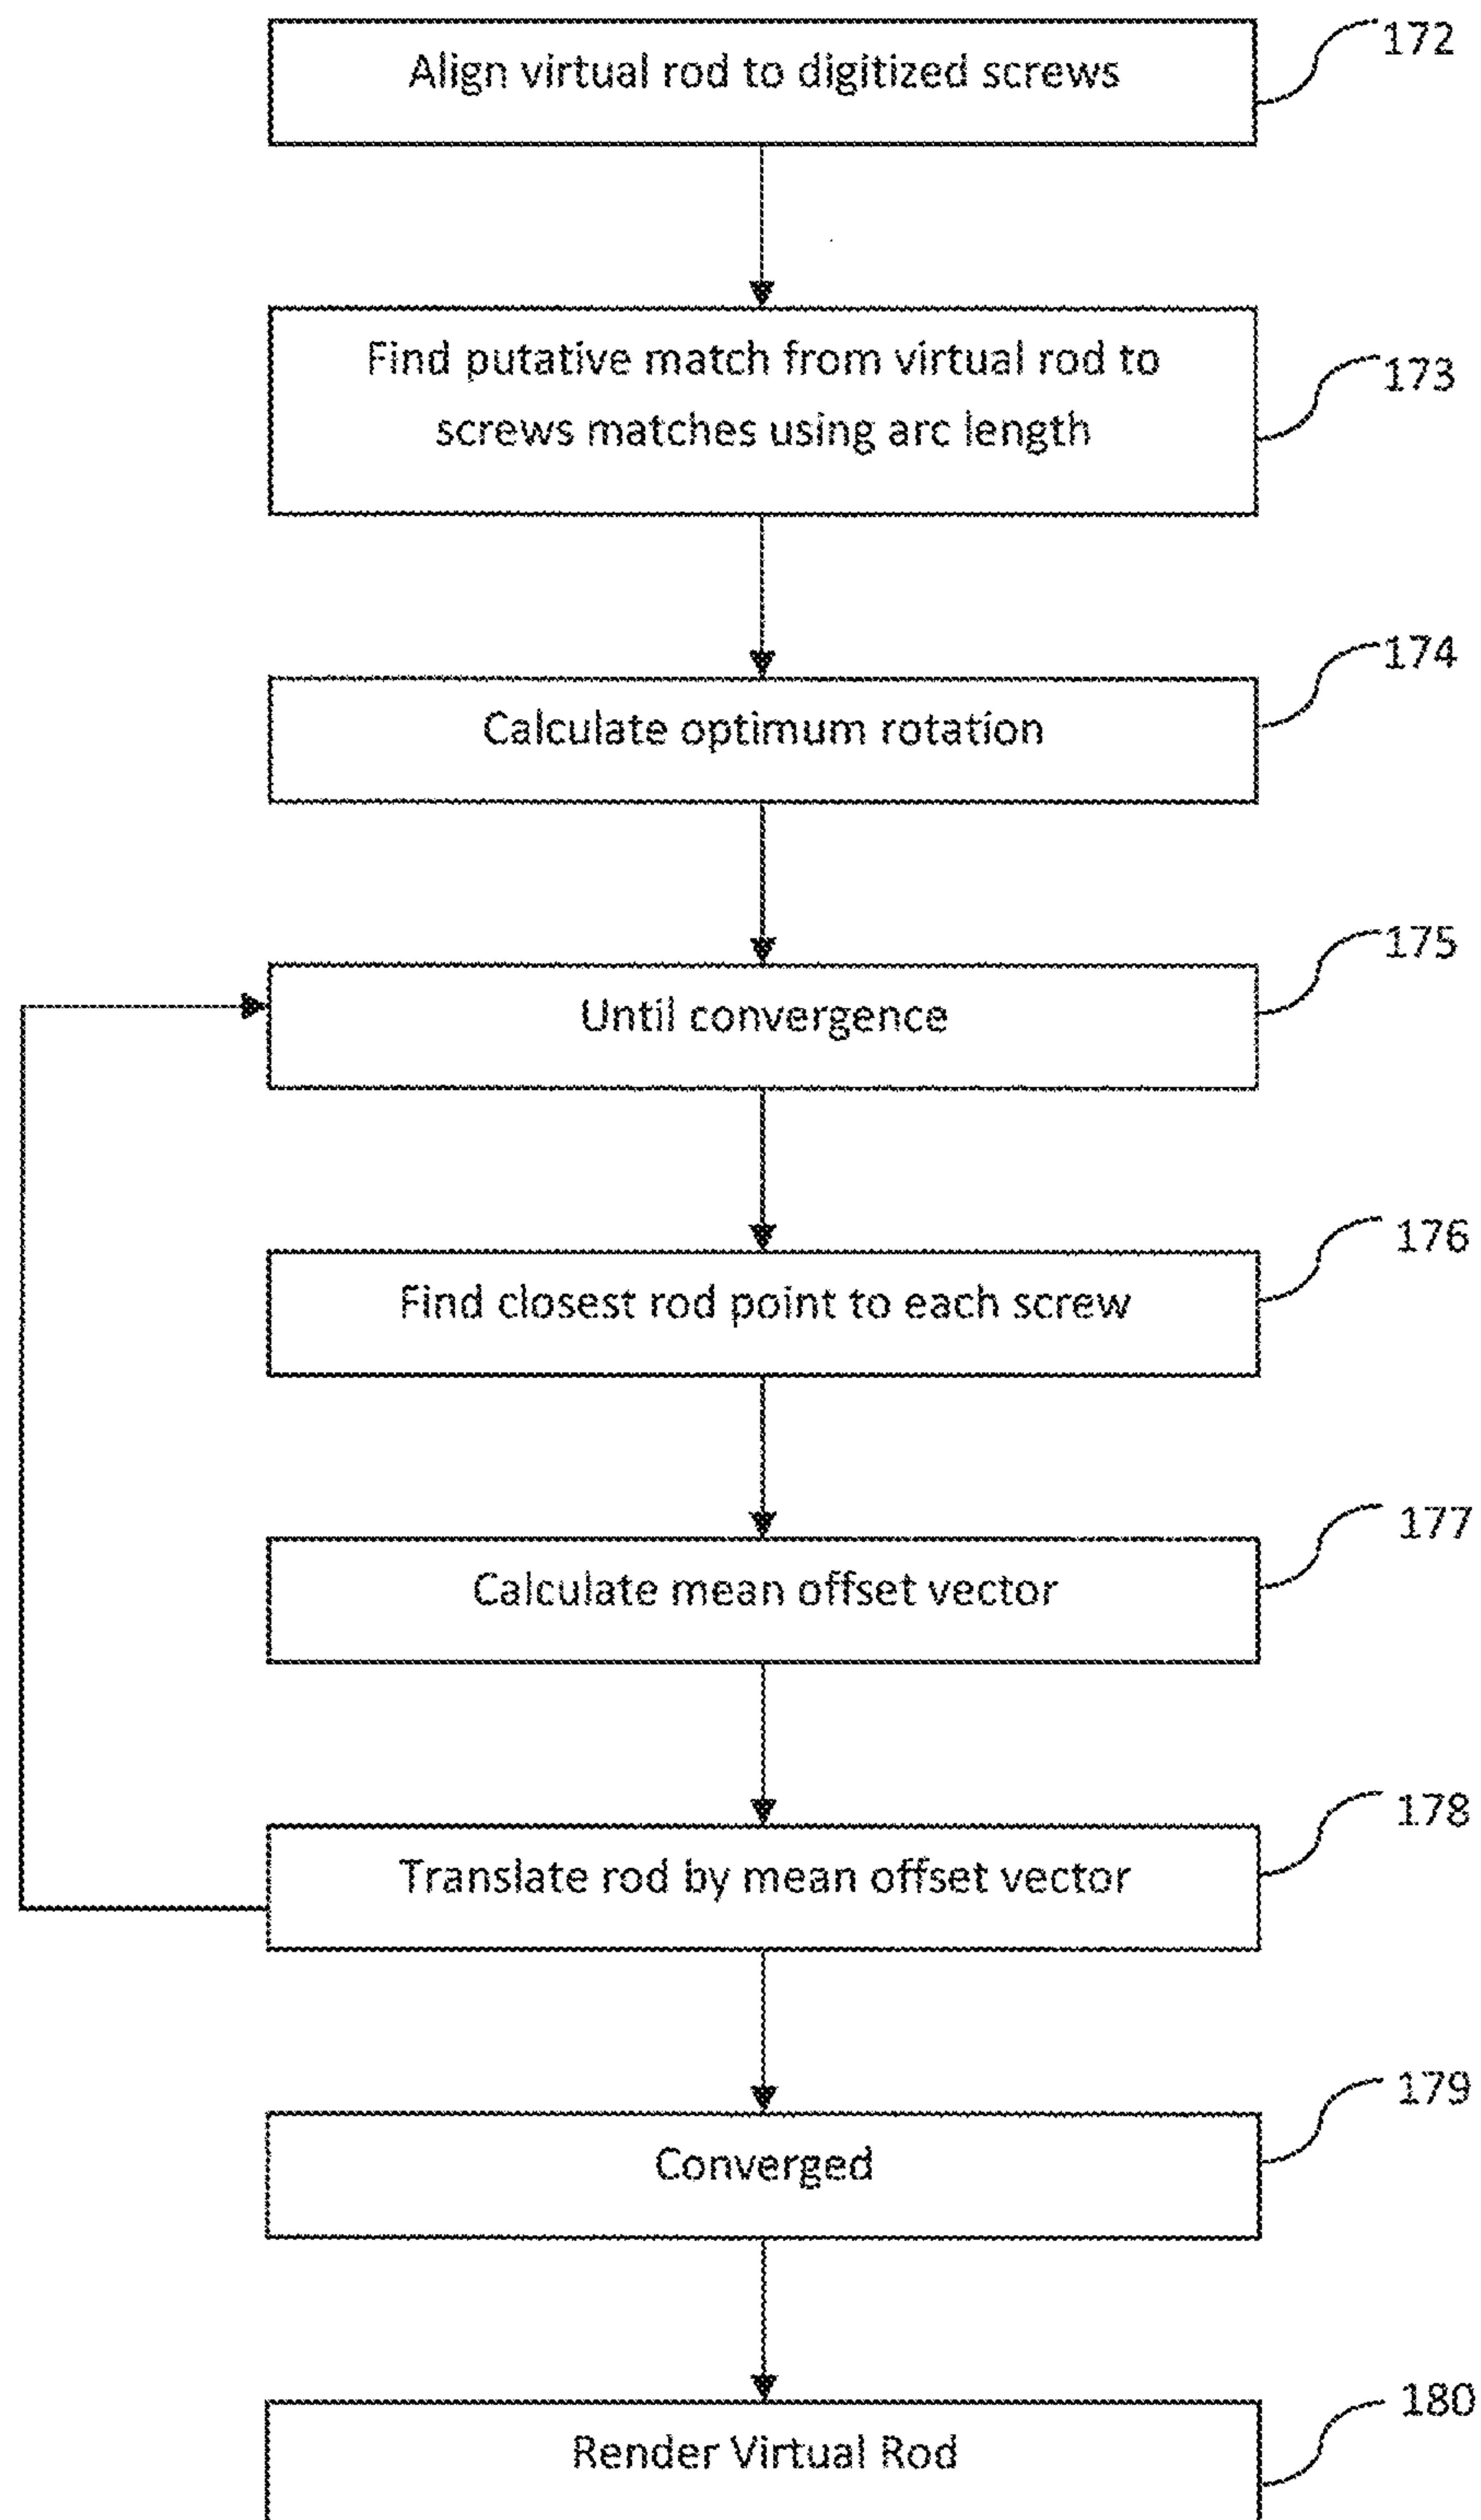 Align virtual rod to digitized screws
172
Find putative match from virtual rod to
screws matches using arc length
173
Calculate optimum rotation
174
Until convergence
175
Find closest rod point to each screw
176
Calculate mean offset vector
177
Translate rod by mean offset vector
178
Converged
179
Render Virtual Rod
180